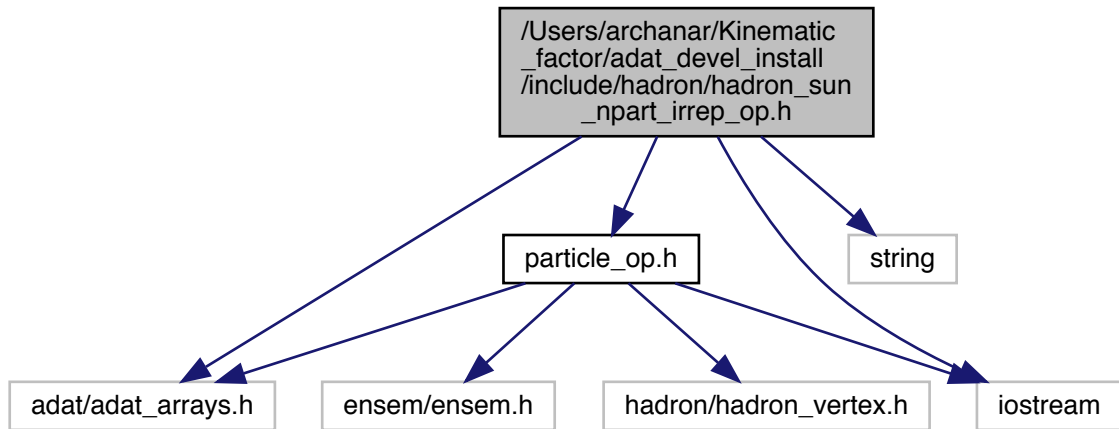 /Users/archanar/Kinematic
_factor/adat_devel_install
/include/hadron/hadron_sun
_npart_irrep_op.h
particle_op.h
string
adat/adat_arrays.h
ensem/ensem.h
hadron/hadron_vertex.h
iostream